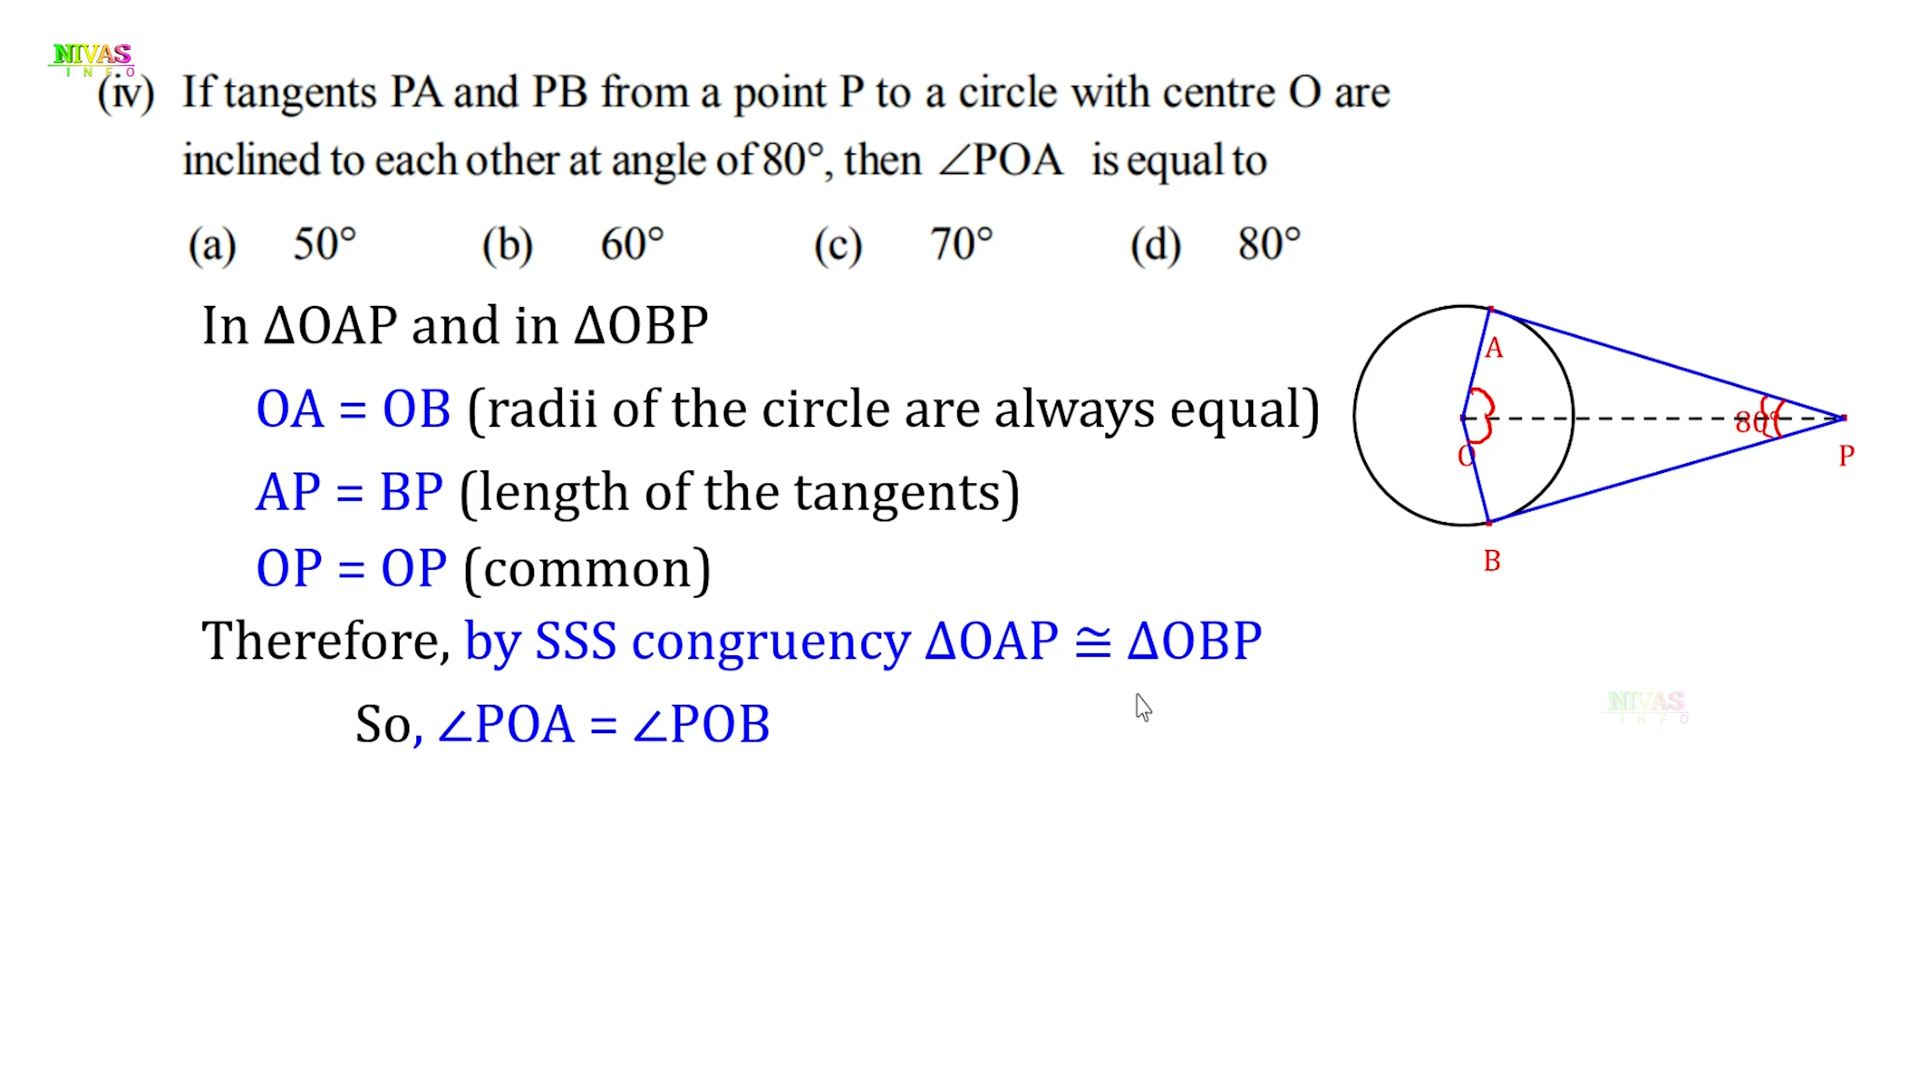 NIVAS
INFO
(iv) If tangents PA and PB from a point P to a circle with centre O are
inclined to each other at angle of 80°, then ∠POA is equal to
(a) 50° (b) 60° (c) 70° (d) 80°
In ΔOAP and in ΔOBP
OA = OB (radii of the circle are always equal)
AP = BP (length of the tangents)
OP = OP (common)
Therefore, by SSS congruency ΔOAP ≅ ΔOBP
So, ∠POA = ∠POB
A
80°
O
P
B
NIVAS
INFO